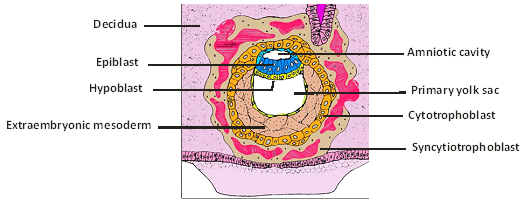 Decidua
Epiblast
Hypoblast
Extraembryonic mesoderm
Amniotic cavity
Primary yolk sac
Cytotrophoblast
Syncytiotrophoblast